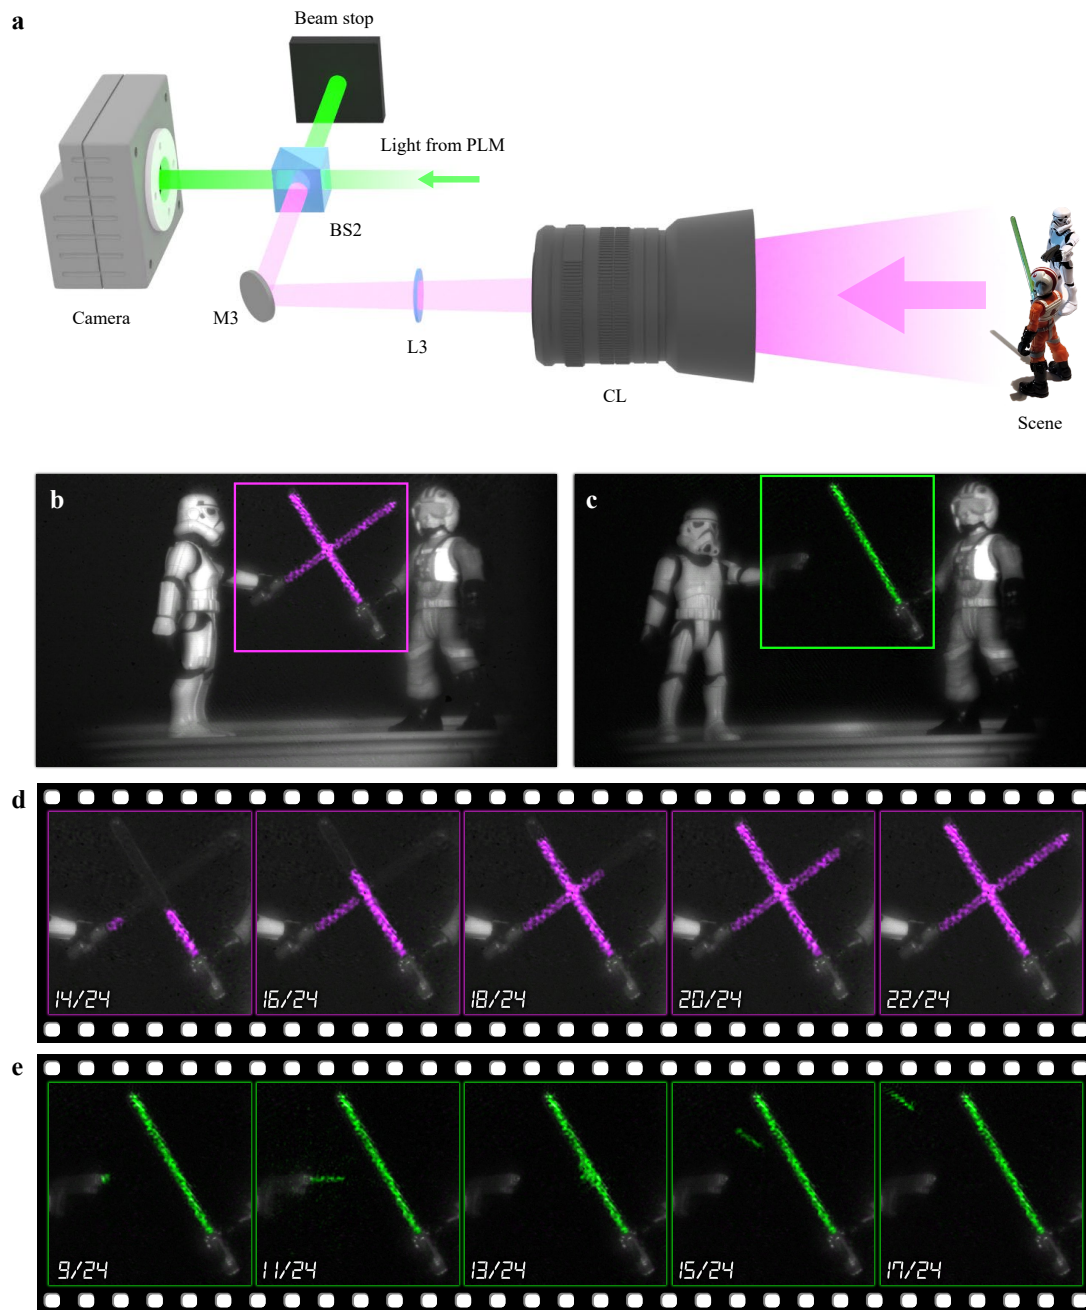 a
Beam stop
Light from PLM
BS2
Camera
M3
L3
CL
Scene
b
c
d
14/24
16/24
18/24
20/24
22/24
e
9/24
11/24
13/24
15/24
17/24